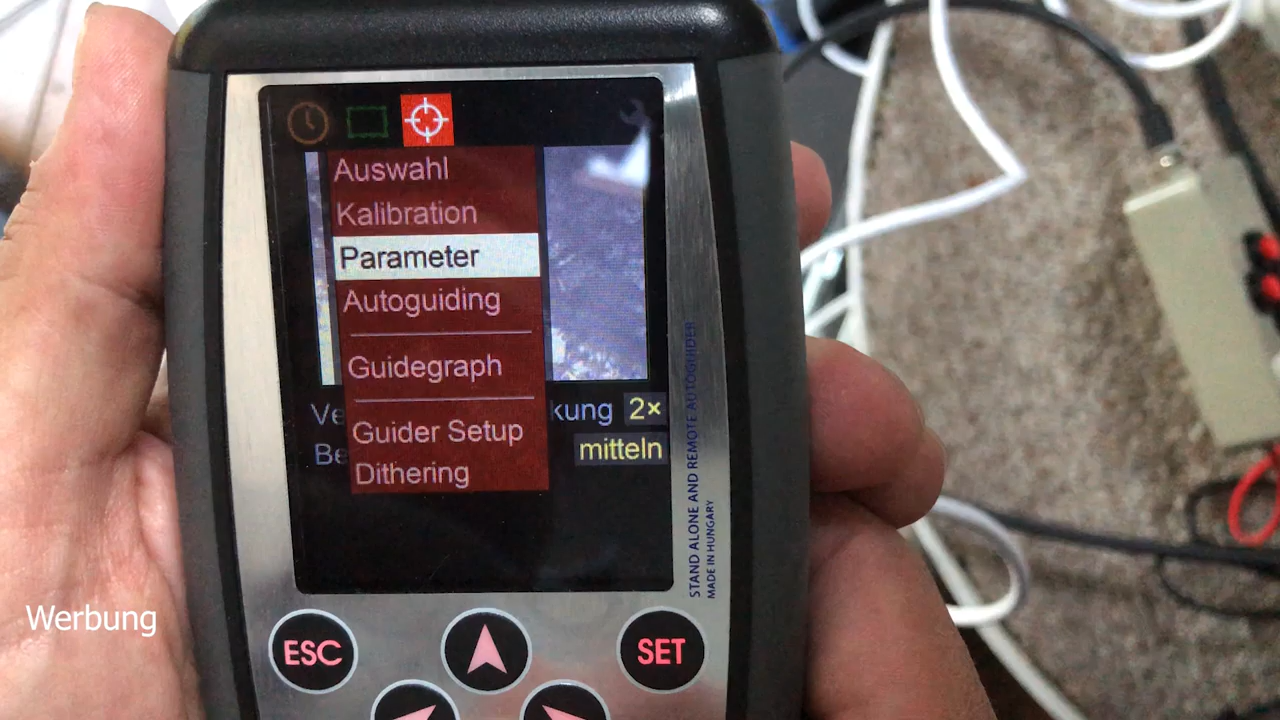 Auswahl
Kalibration
Parameter
Autoguiding
Guidegraph
Guider Setup
Dithering
kung 2×
mitteln
STAND ALONE AND REMOTE AUTOGUIDER
MADE IN HUNGARY
Werbung
ESC
SET